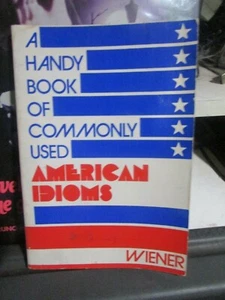 A
HANDY
BOOK
OF
COMMONLY
USED
AMERICAN
IDIOMS
WIENER